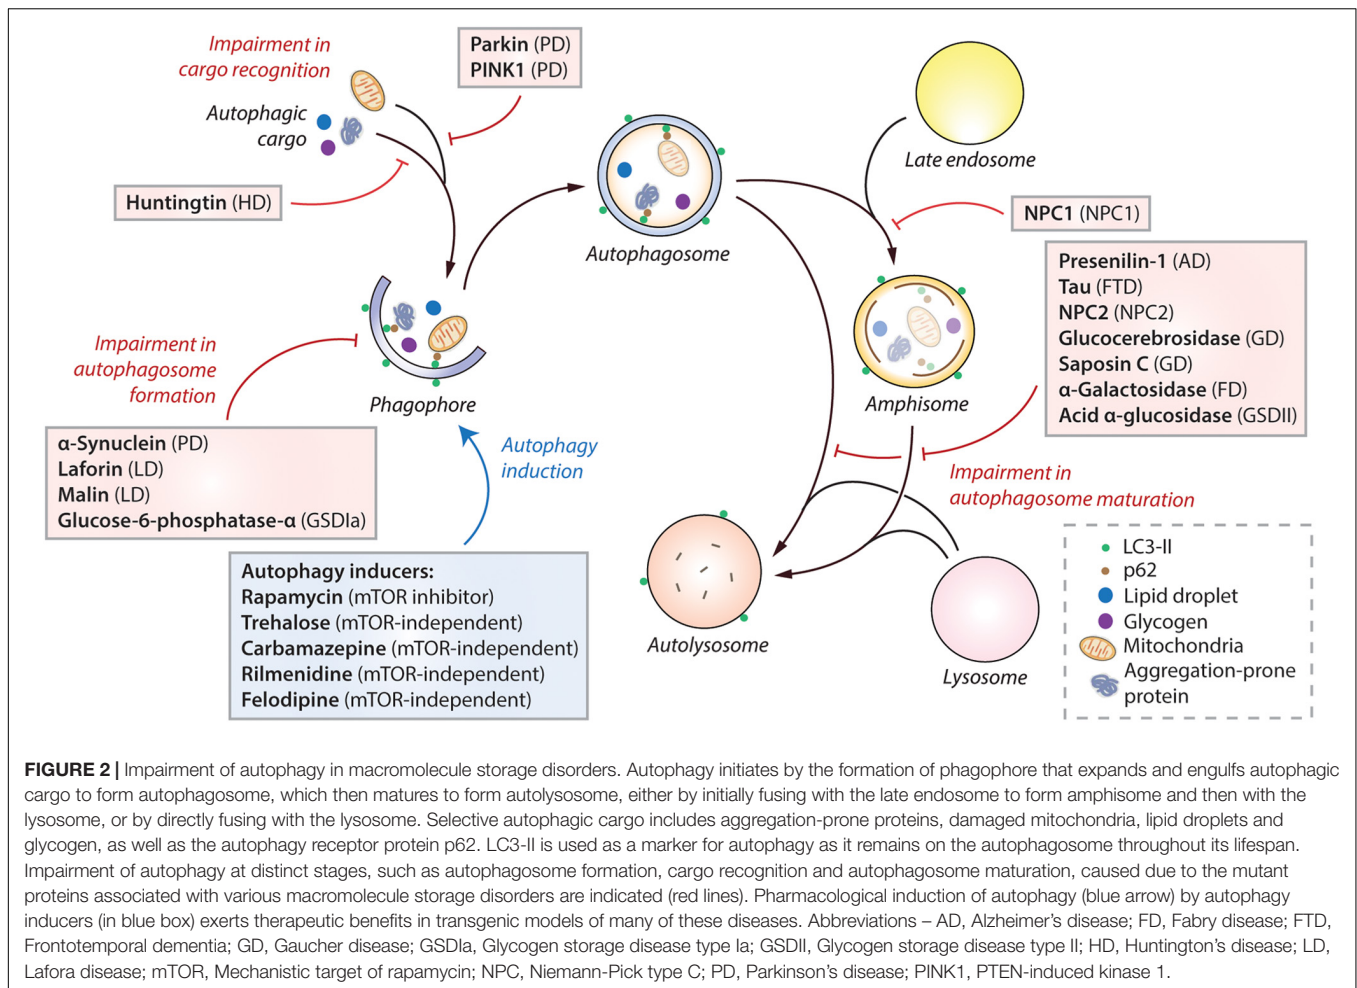 Impairment in
cargo recognition
Parkin (PD)
PINK1 (PD)
Autophagic
cargo
Late endosome
Huntingtin (HD)
NPC1 (NPC1)
Autophagosome
Presenilin-1 (AD)
Tau (FTD)
NPC2 (NPC2)
Glucocerebrosidase (GD)
Saposin C (GD)
α-Galactosidase (FD)
Acid α-glucosidase (GSDII)
Impairment in
autophagosome
formation
Phagophore
Amphisome
α-Synuclein (PD)
Laforin (LD)
Malin (LD)
Glucose-6-phosphatase-α (GSDIa)
Autophagy
induction
Impairment in
autophagosome maturation
Autophagy inducers:
Rapamycin (mTOR inhibitor)
Trehalose (mTOR-independent)
Carbamazepine (mTOR-independent)
Rilmenidine (mTOR-independent)
Felodipine (mTOR-independent)
Autolysosome
Lysosome
LC3-II
p62
Lipid droplet
Glycogen
Mitochondria
Aggregation-prone
protein
FIGURE 2 | Impairment of autophagy in macromolecule storage disorders. Autophagy initiates by the formation of phagophore that expands and engulfs autophagic
cargo to form autophagosome, which then matures to form autolysosome, either by initially fusing with the late endosome to form amphisome and then with the
lysosome, or by directly fusing with the lysosome. Selective autophagic cargo includes aggregation-prone proteins, damaged mitochondria, lipid droplets and
glycogen, as well as the autophagy receptor protein p62. LC3-II is used as a marker for autophagy as it remains on the autophagosome throughout its lifespan.
Impairment of autophagy at distinct stages, such as autophagosome formation, cargo recognition and autophagosome maturation, caused due to the mutant
proteins associated with various macromolecule storage disorders are indicated (red lines). Pharmacological induction of autophagy (blue arrow) by autophagy
inducers (in blue box) exerts therapeutic benefits in transgenic models of many of these diseases. Abbreviations – AD, Alzheimer's disease; FD, Fabry disease; FTD,
Frontotemporal dementia; GD, Gaucher disease; GSDIa, Glycogen storage disease type Ia; GSDII, Glycogen storage disease type II; HD, Huntington's disease; LD,
Lafora disease; mTOR, Mechanistic target of rapamycin; NPC, Niemann-Pick type C; PD, Parkinson's disease; PINK1, PTEN-induced kinase 1.